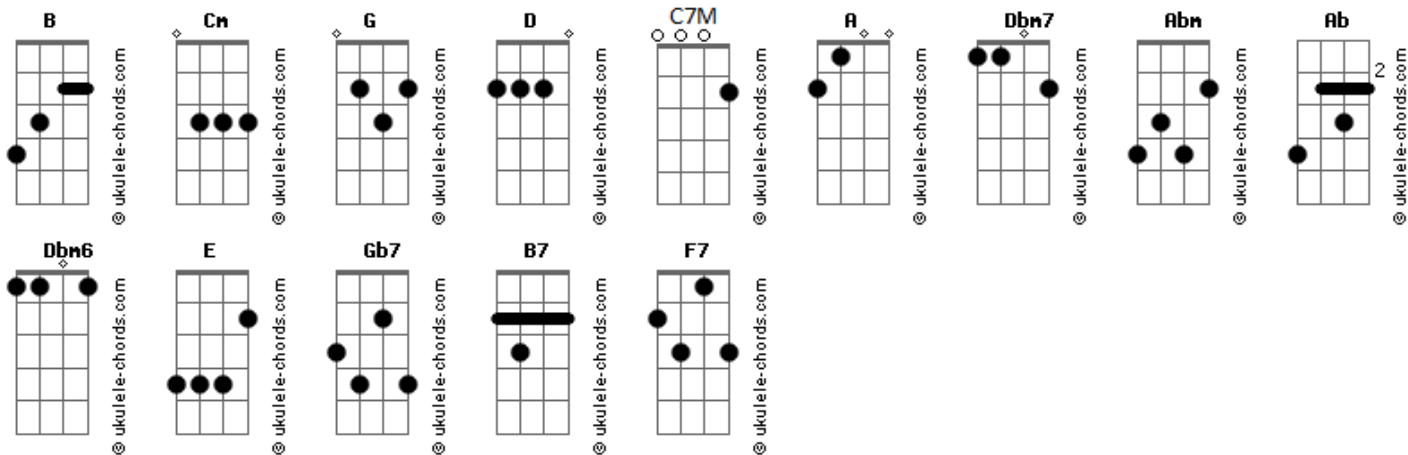 B Cm G D C7M A Dbm7 Abm Ab
2
© ukulele-chords.com © ukulele-chords.com © ukulele-chords.com © ukulele-chords.com © ukulele-chords.com © ukulele-chords.com © ukulele-chords.com © ukulele-chords.com © ukulele-chords.com
Dbm6 E Gb7 B7 F7
© ukulele-chords.com © ukulele-chords.com © ukulele-chords.com © ukulele-chords.com © ukulele-chords.com